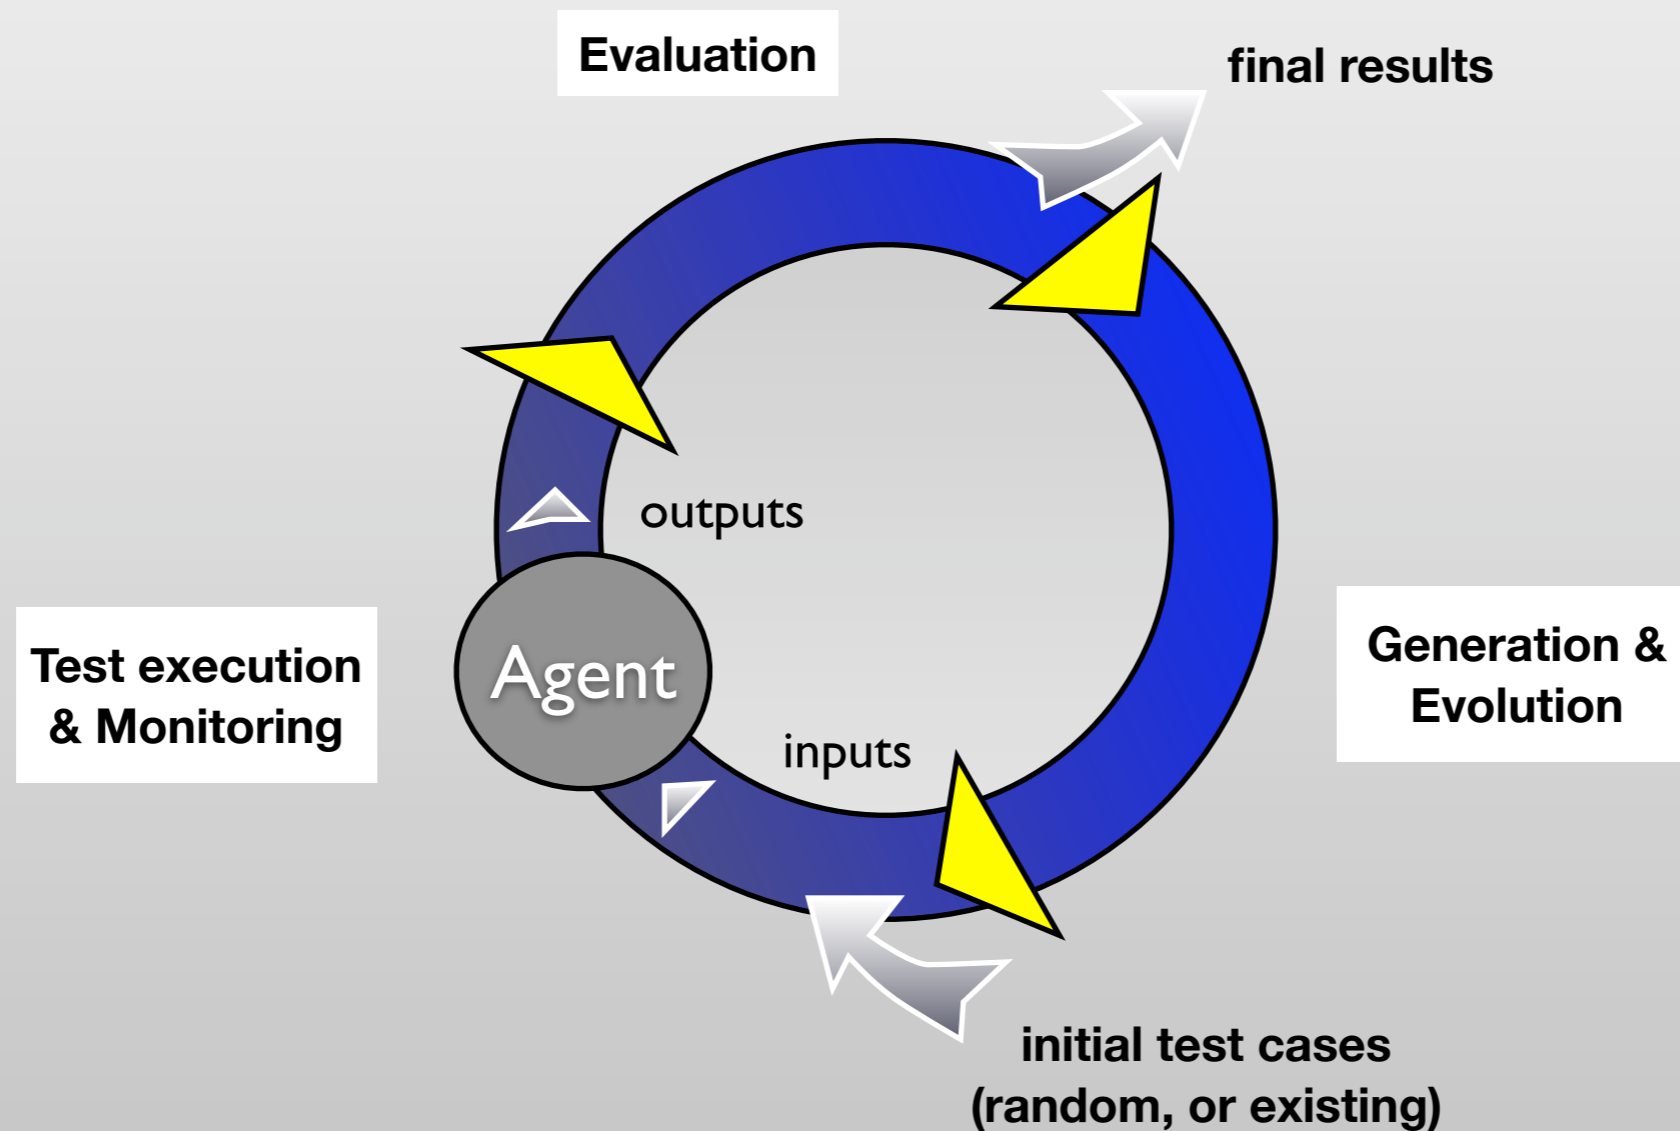 Evaluation
final results
outputs
Agent
Test execution
& Monitoring
Generation &
Evolution
inputs
initial test cases
(random, or existing)